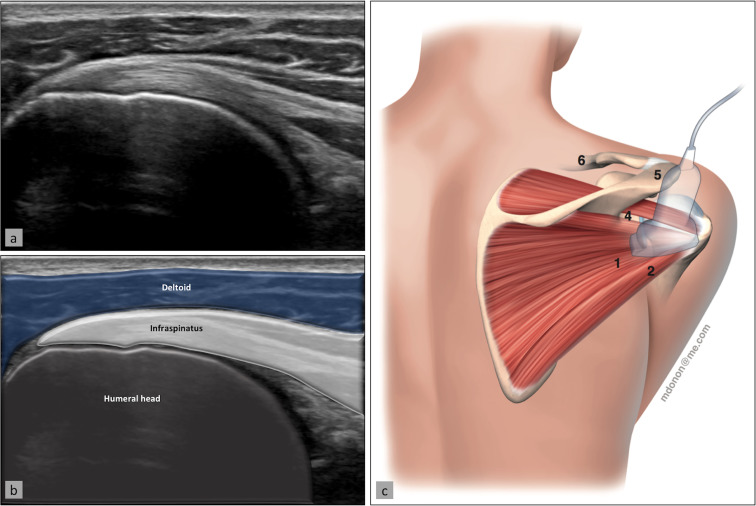 a
Deltoid
Infraspinatus
Humeral head
b
6
5
4
1
2
mdonon@me.com
c